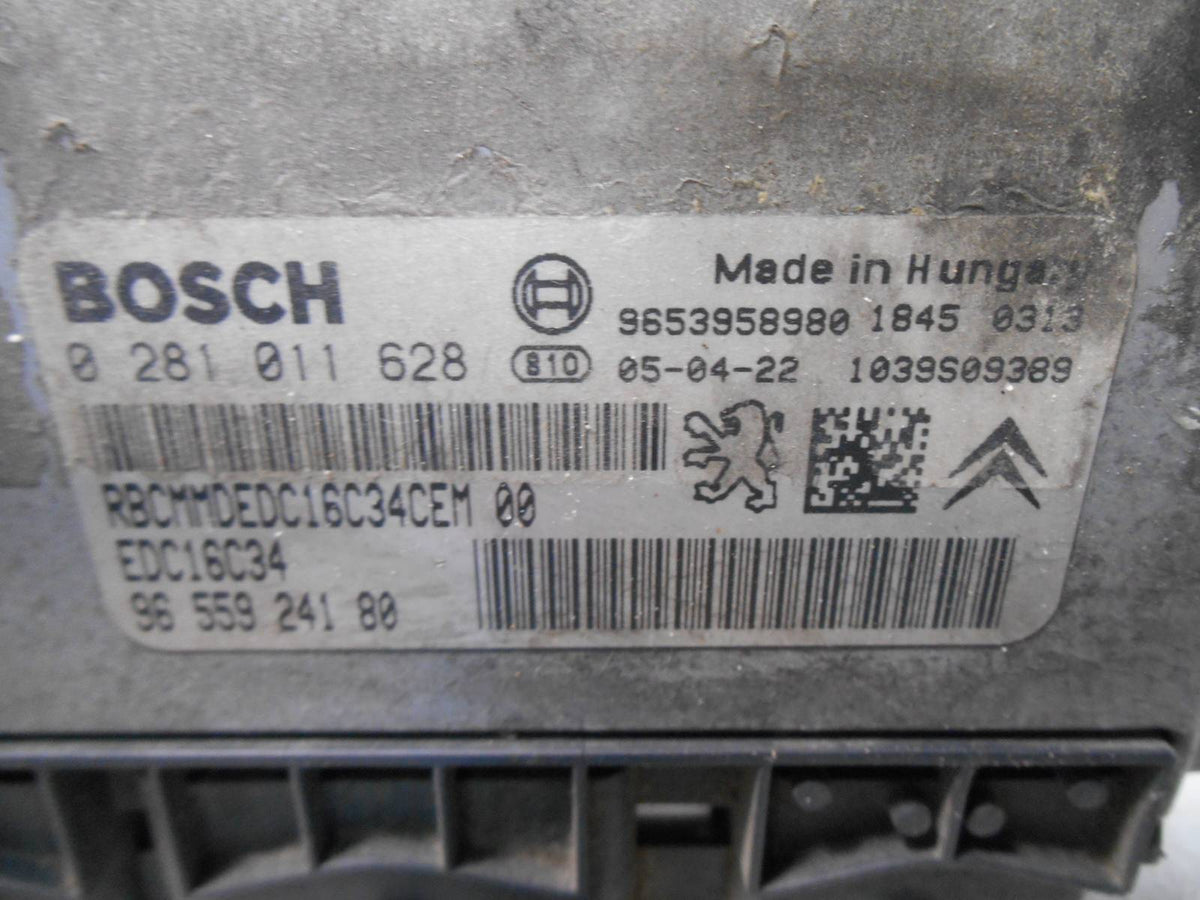 BOSCH
Made in Hungary
9653958980 1845 0313
0 281 011 628
810 05-04-22 1039S09389
RBCMMDEDC16C34CEM 00
EDC16C34
96 559 241 80